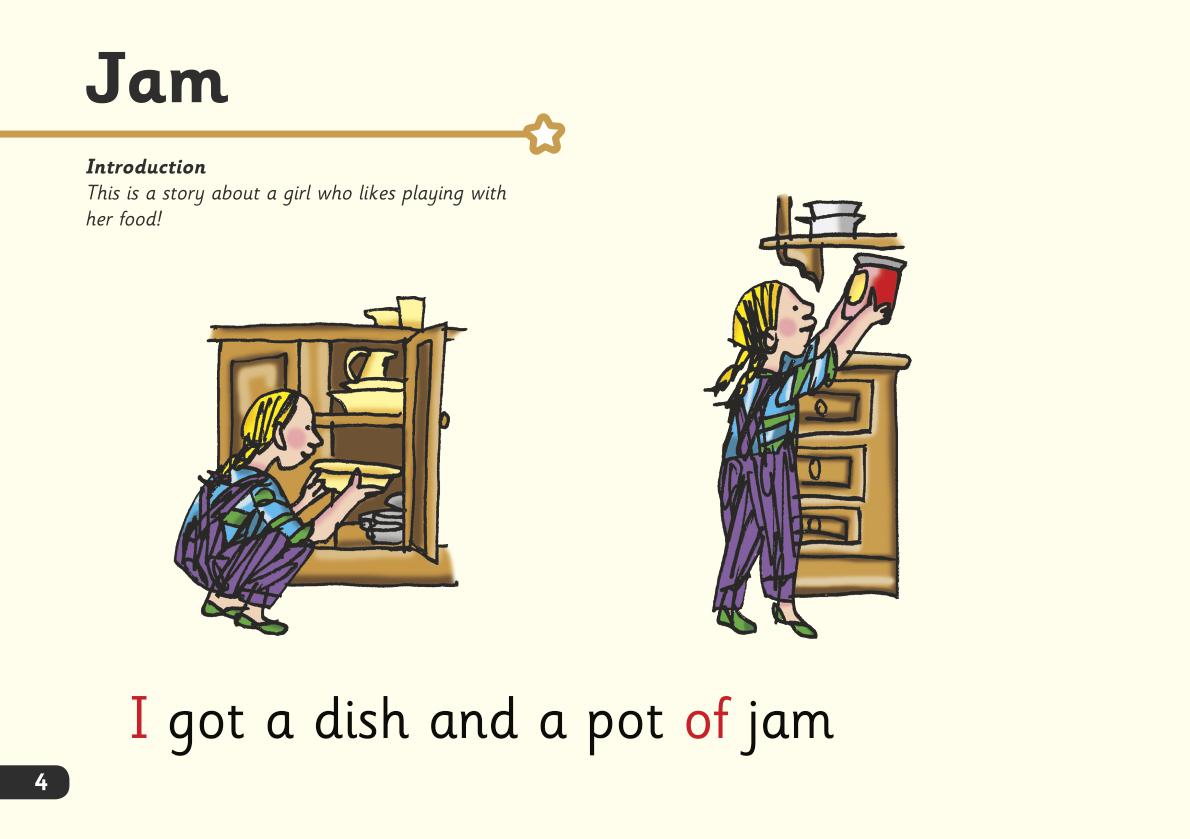 Jam
Introduction
This is a story about a girl who likes playing with
her food!
I got a dish and a pot of jam
4